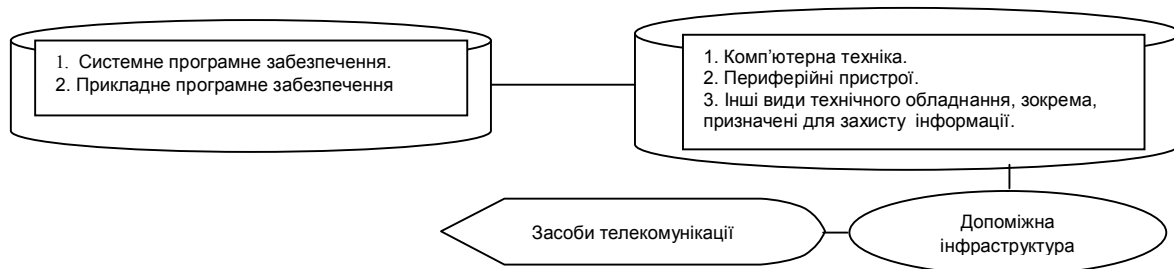 1. Системне програмне забезпечення.
2. Прикладне програмне забезпечення
1. Комп'ютерна техніка.
2. Периферійні пристрої.
3. Інші види технічного обладнання, зокрема,
призначені для захисту інформації.
Засоби телекомунікації
Допоміжна
інфраструктура